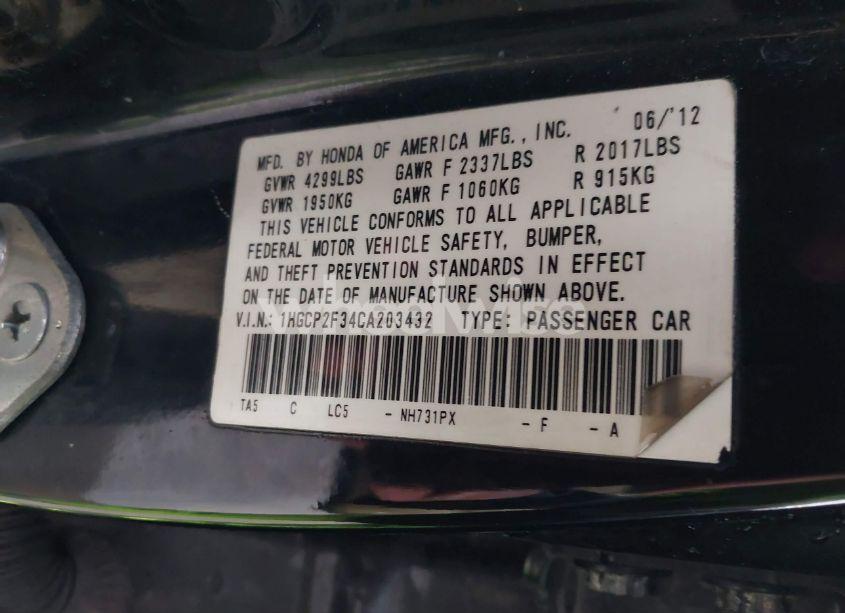 MFD. BY HONDA OF AMERICA MFG., INC. 06/'12
GVWR 4299LBS GAWR F 2337LBS R 2017LBS
GVWR 1950KG GAWR F 1060KG R 915KG
THIS VEHICLE CONFORMS TO ALL APPLICABLE
FEDERAL MOTOR VEHICLE SAFETY, BUMPER,
AND THEFT PREVENTION STANDARDS IN EFFECT
ON THE DATE OF MANUFACTURE SHOWN ABOVE.
V.I.N.: 1HGCP2F34CA203432 TYPE: PASSENGER CAR
TA5 C LC5 - NH731PX - F - A